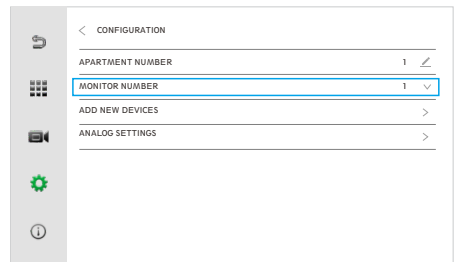 CONFIGURATION
APARTMENT NUMBER 1
MONITOR NUMBER 1
ADD NEW DEVICES
ANALOG SETTINGS